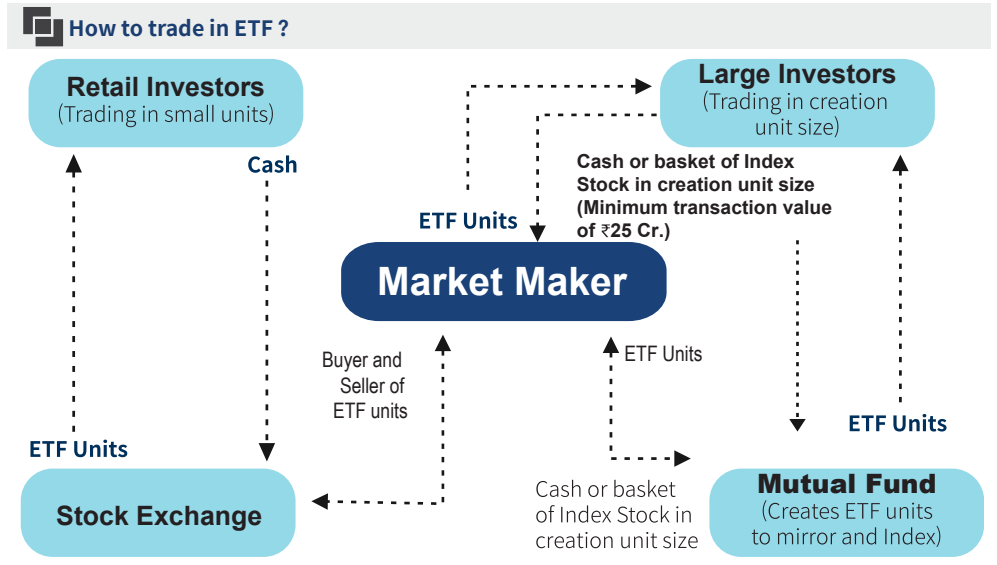 How to trade in ETF ?
Retail Investors
(Trading in small units)
Large Investors
(Trading in creation
unit size)
Cash
Cash or basket of Index
Stock in creation unit size
(Minimum transaction value
of ₹25 Cr.)
ETF Units
Market Maker
Buyer and
Seller of
ETF units
ETF Units
ETF Units
ETF Units
Stock Exchange
Cash or basket
of Index Stock in
creation unit size
Mutual Fund
(Creates ETF units
to mirror and Index)